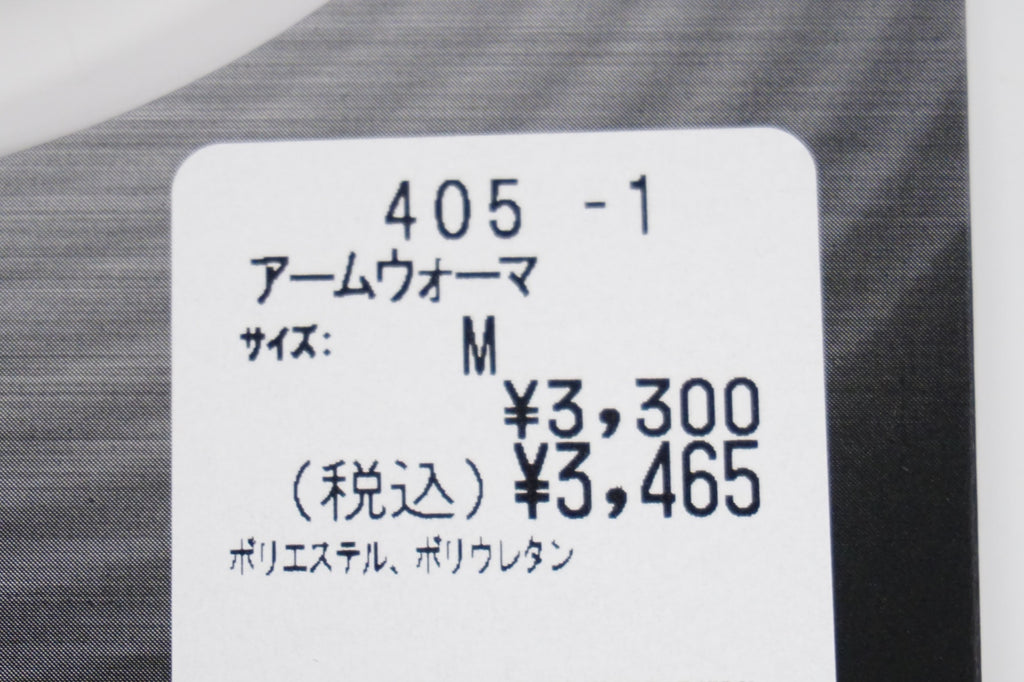 405 -1
アームウォーマ
サイズ: M
¥3,300
(税込) ¥3,465
ポリエステル、ポリウレタン